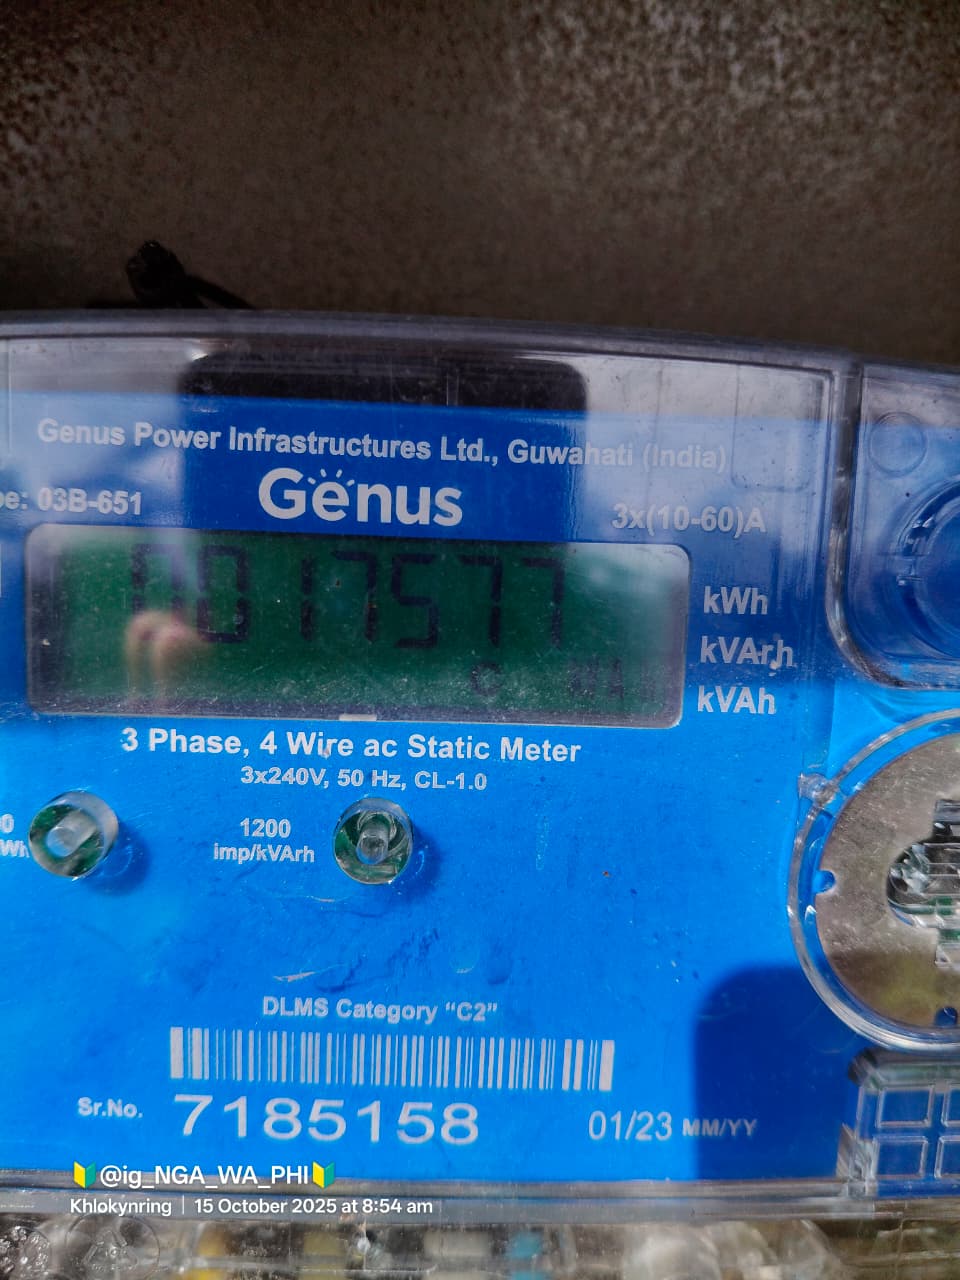 Genus Power Infrastructures Ltd., Guwahati (India)
Genus
03B-651
3x(10-60)A
0017577
kWh
kVArh
kVAh
C
3 Phase, 4 Wire ac Static Meter
3x240V, 50 Hz, CL-1.0
1200
imp/kVArh
DLMS Category “C2”
Sr.No. 7185158 01/23 MM/YY
🔰@ig_NGA_WA_PHI🔰
Khlokynring | 15 October 2025 at 8:54 am